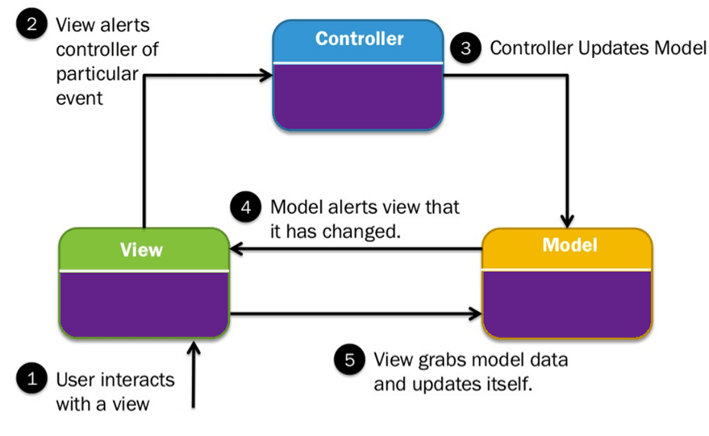 2 View alerts
controller of
particular
event
Controller
3 Controller Updates Model
4 Model alerts view that
it has changed.
View
Model
5 View grabs model data
and updates itself.
1 User interacts
with a view